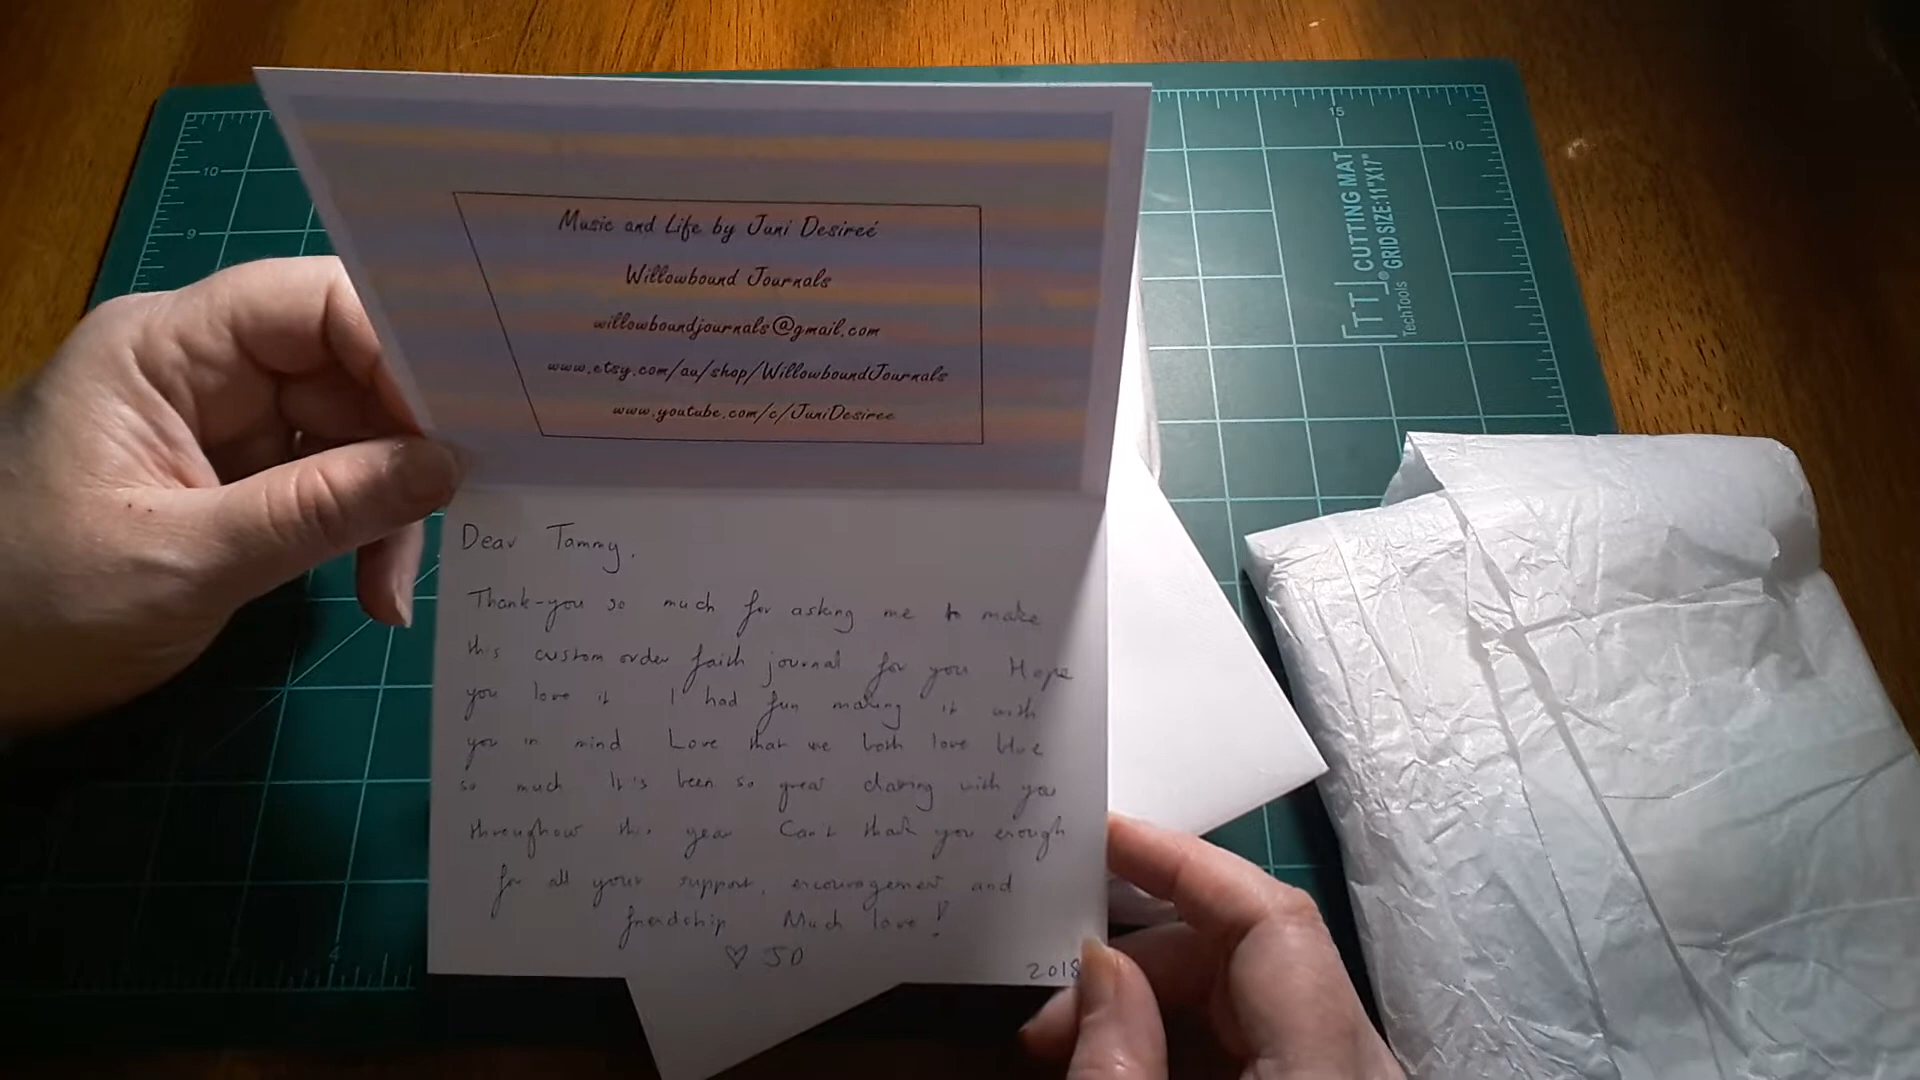 Music and Life by Juni Desireé
Willowbound Journals
willowboundjournals@gmail.com
www.etsy.com/au/shop/WillowboundJournals
www.youtube.com/c/JuniDesiree
Dear Tammy,
Thank-you so much for asking me to make
this custom order faith journal for you Hope
you love it I had fun making it with
you in mind Love that we both love blue
so much It's been so great chatting with you
throughout this year Can't thank you enough
for all your support, encouragement and
friendship Much love!
♡ JD
2018
15
10
10
9
4
TT®
TechTools
CUTTING MAT
GRID SIZE: 11"X17"